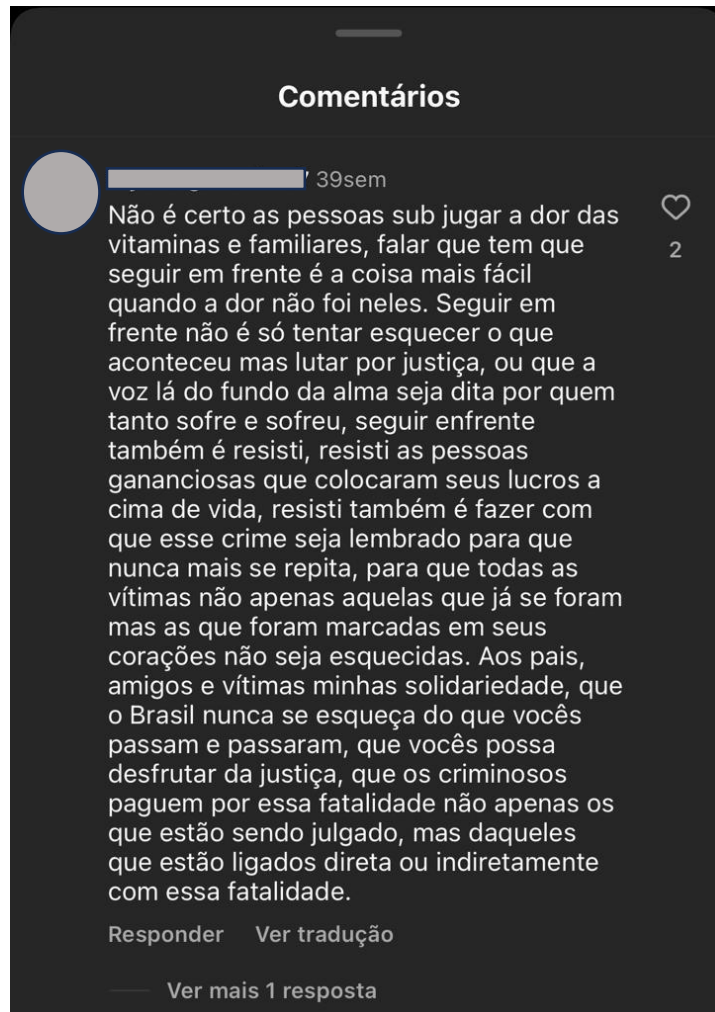 Comentários
39sem
Não é certo as pessoas sub jugar a dor das
vitaminas e familiares, falar que tem que
seguir em frente é a coisa mais fácil
quando a dor não foi neles. Seguir em
frente não é só tentar esquecer o que
aconteceu mas lutar por justiça, ou que a
voz lá do fundo da alma seja dita por quem
tanto sofre e sofreu, seguir enfrente
também é resisti, resisti as pessoas
gananciosas que colocaram seus lucros a
cima de vida, resisti também é fazer com
que esse crime seja lembrado para que
nunca mais se repita, para que todas as
vítimas não apenas aquelas que já se foram
mas as que foram marcadas em seus
corações não seja esquecidas. Aos pais,
amigos e vítimas minhas solidariedade, que
o Brasil nunca se esqueça do que vocês
passam e passaram, que vocês possa
desfrutar da justiça, que os criminosos
paguem por essa fatalidade não apenas os
que estão sendo julgado, mas daqueles
que estão ligados direta ou indiretamente
com essa fatalidade.
2
Responder Ver tradução
Ver mais 1 resposta